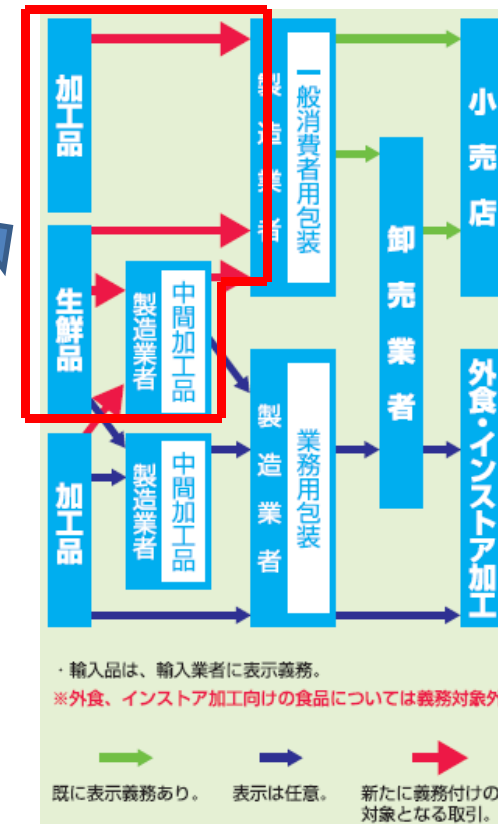 加工品
生鮮品
加工品
製造業者
中間加工品
製造業者
中間加工品
製造業者
一般消費者用包装
製造業者
業務用包装
卸売業者
小売店
外食・インストア加工
・輸入品は、輸入業者に表示義務。
※外食、インストア加工向けの食品については義務対象外
既に表示義務あり。
表示は任意。
新たに義務付けの
対象となる取引。